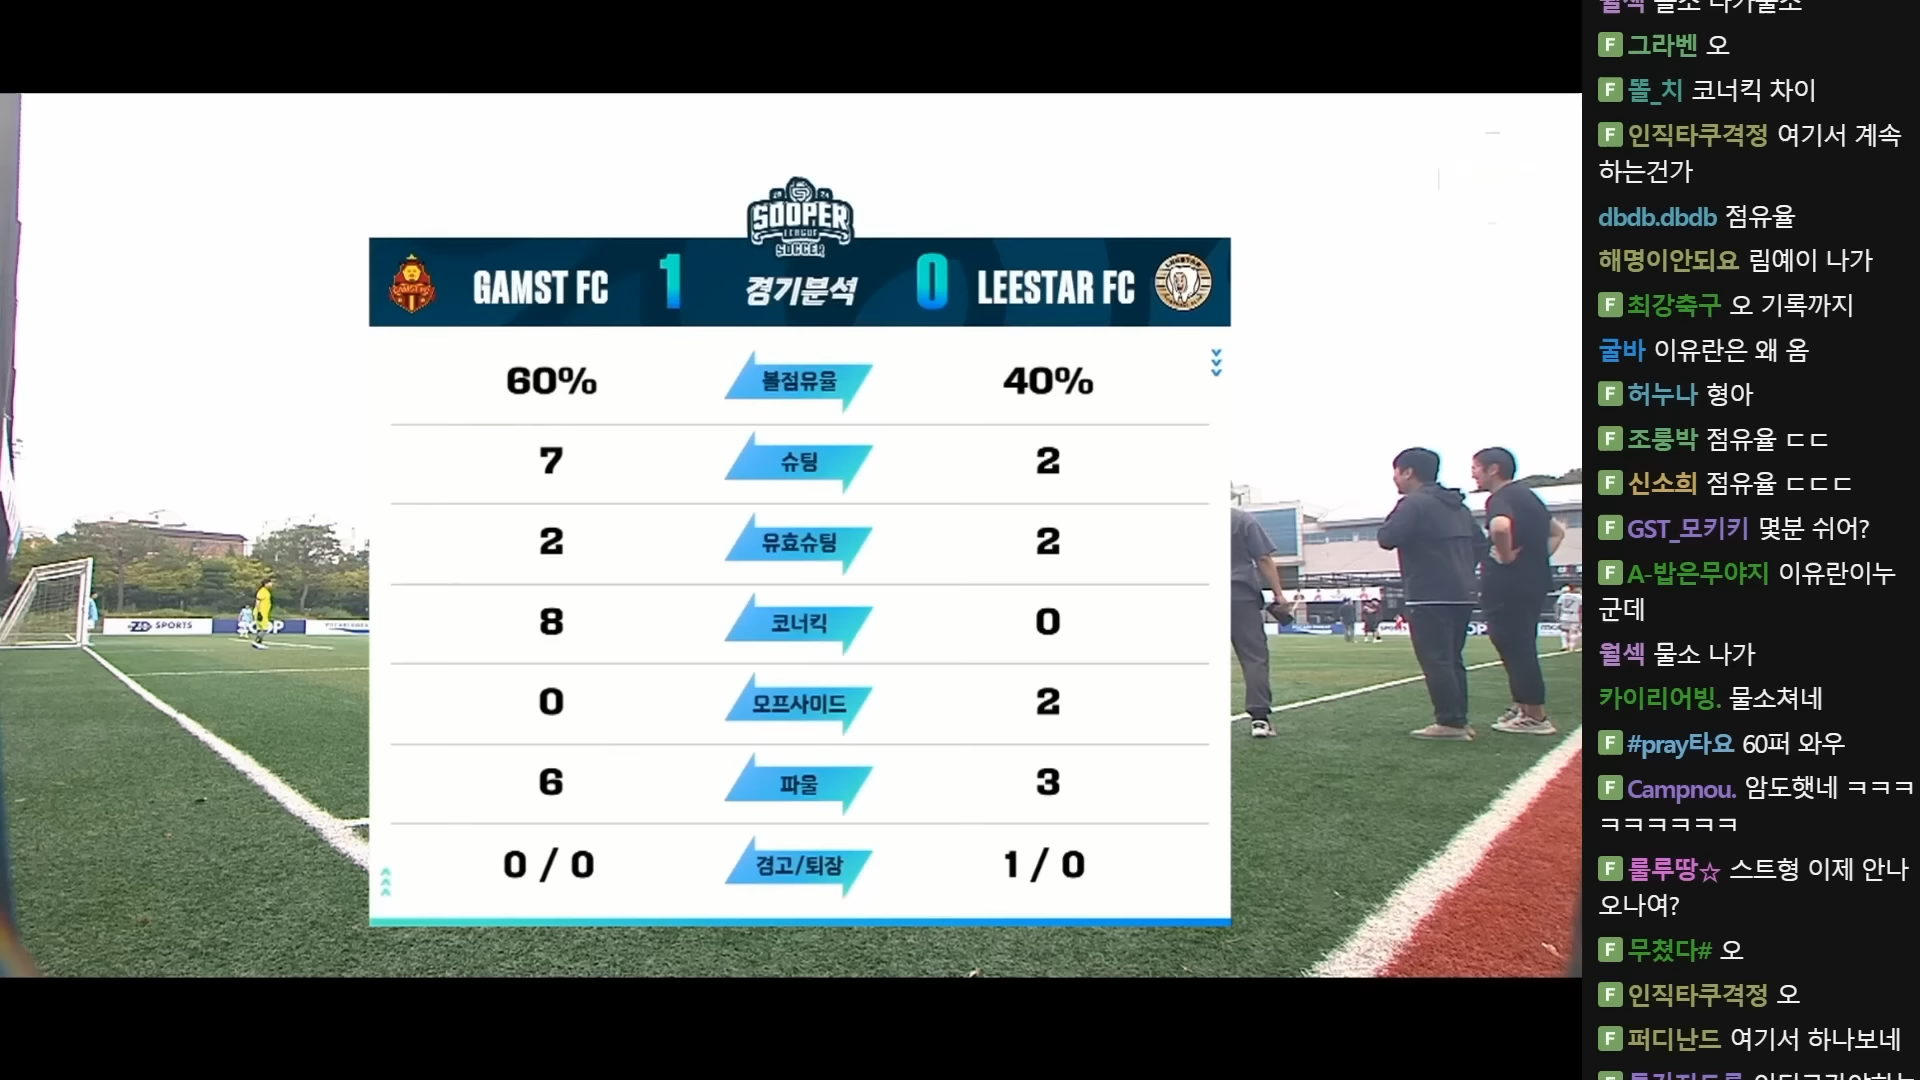 SOOPER
LEAGUE
SOCCER
GAMST FC 1 경기분석 0 LEESTAR FC
60% 볼점유율 40%
7 슈팅 2
2 유효슈팅 2
8 코너킥 0
0 오프사이드 2
6 파울 3
0 / 0 경고/퇴장 1 / 0
SPORTS
월섹 물소 나가물소
F 그라벤 오
F 똘_치 코너킥 차이
F 인직타쿠격정 여기서 계속
하는건가
dbdb.dbdb 점유율
해명이안되요 림예이 나가
F 최강축구 오 기록까지
굴바 이유란은 왜 옴
F 허누나 형아
F 조룽박 점유율 ㄷㄷ
F 신소희 점유율 ㄷㄷㄷ
F GST_모키키 몇분 쉬어?
F A-밥은무야지 이유란이누
군데
월섹 물소 나가
카이리어빙. 물소쳐네
F #pray타요 60퍼 와우
F Campnou. 암도햇네 ㅋㅋㅋ
ㅋㅋㅋㅋㅋㅋ
F 룰루땅☆ 스트형 이제 안나
오나여?
F 무쳤다# 오
F 인직타쿠격정 오
F 퍼디난드 여기서 하나보네